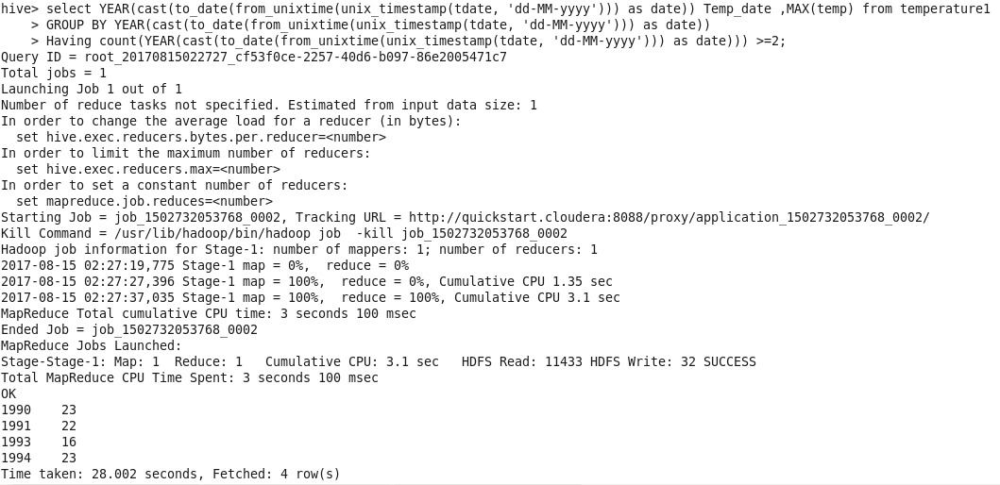 hive> select YEAR(cast(to_date(from_unixtime(unix_timestamp(tdate, 'dd-MM-yyyy'))) as date)) Temp_date ,MAX(temp) from temperature1
    > GROUP BY YEAR(cast(to_date(from_unixtime(unix_timestamp(tdate, 'dd-MM-yyyy'))) as date))
    > Having count(YEAR(cast(to_date(from_unixtime(unix_timestamp(tdate, 'dd-MM-yyyy'))) as date))) >=2;
Query ID = root_20170815022727_cf53f0ce-2257-40d6-b097-86e2005471c7
Total jobs = 1
Launching Job 1 out of 1
Number of reduce tasks not specified. Estimated from input data size: 1
In order to change the average load for a reducer (in bytes):
  set hive.exec.reducers.bytes.per.reducer=<number>
In order to limit the maximum number of reducers:
  set hive.exec.reducers.max=<number>
In order to set a constant number of reducers:
  set mapreduce.job.reduces=<number>
Starting Job = job_1502732053768_0002, Tracking URL = http://quickstart.cloudera:8088/proxy/application_1502732053768_0002/
Kill Command = /usr/lib/hadoop/bin/hadoop job  -kill job_1502732053768_0002
Hadoop job information for Stage-1: number of mappers: 1; number of reducers: 1
2017-08-15 02:27:19,775 Stage-1 map = 0%,  reduce = 0%
2017-08-15 02:27:27,396 Stage-1 map = 100%,  reduce = 0%, Cumulative CPU 1.35 sec
2017-08-15 02:27:37,035 Stage-1 map = 100%,  reduce = 100%, Cumulative CPU 3.1 sec
MapReduce Total cumulative CPU time: 3 seconds 100 msec
Ended Job = job_1502732053768_0002
MapReduce Jobs Launched:
Stage-Stage-1: Map: 1  Reduce: 1   Cumulative CPU: 3.1 sec   HDFS Read: 11433 HDFS Write: 32 SUCCESS
Total MapReduce CPU Time Spent: 3 seconds 100 msec
OK
1990    23
1991    22
1993    16
1994    23
Time taken: 28.002 seconds, Fetched: 4 row(s)